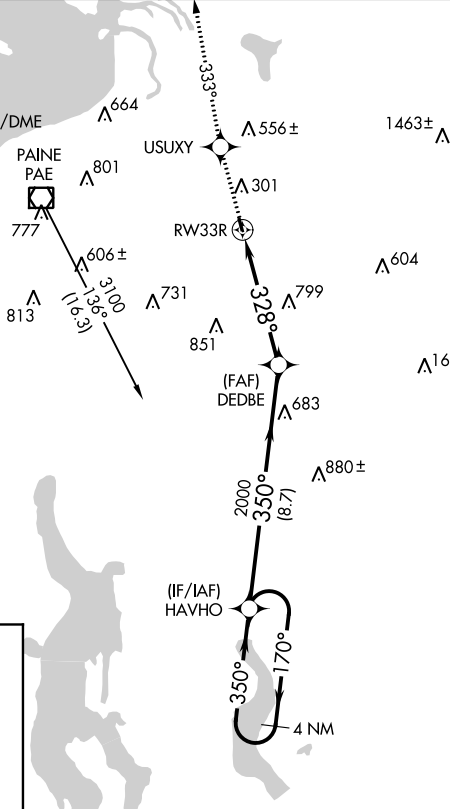 333°
664
/DME
556±
1463±
USUXY
PAINE
PAE
801
301
777
RW33R
606±
604
3100
136°
(16.3)
731
799
813
328°
851
16
(FAF)
DEDBE
683
880±
2000
350°
(8.7)
(IF/IAF)
HAVHO
350°
170°
4 NM